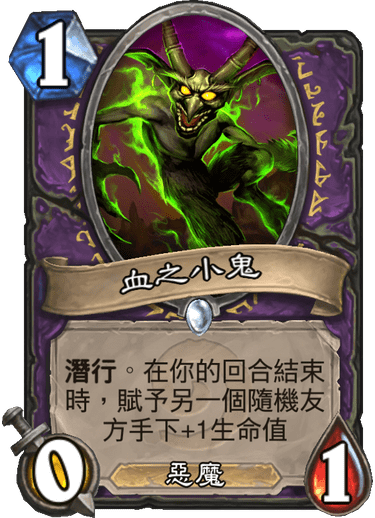 1
血之小鬼
潛行。在你的回合結束
時，賦予另一個隨機友
方手下+1生命值
0
惡魔
1